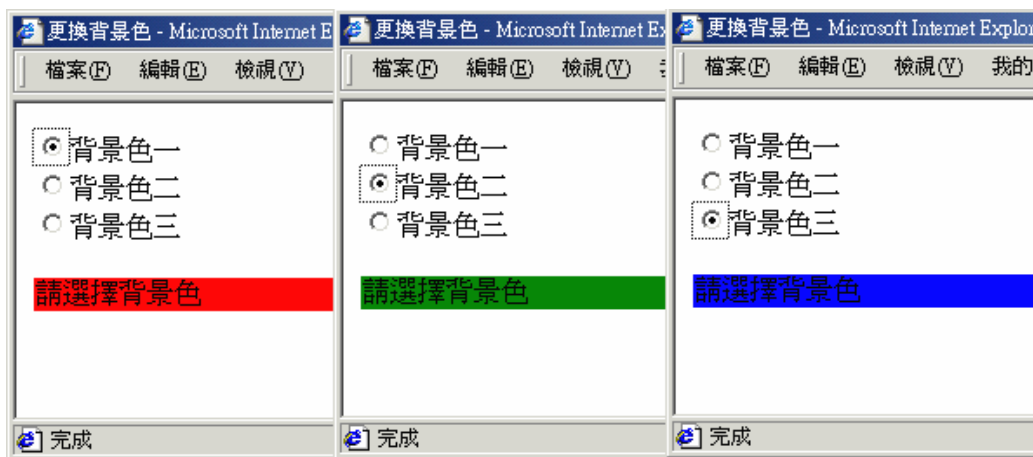 更換背景色 - Microsoft Internet E
檔案(F) 編輯(E) 檢視(V)
背景色一
背景色二
背景色三
請選擇背景色
完成
更換背景色 - Microsoft Internet Ex
檔案(F) 編輯(E) 檢視(V)
背景色一
背景色二
背景色三
請選擇背景色
完成
更換背景色 - Microsoft Internet Explor
檔案(F) 編輯(E) 檢視(V) 我的
背景色一
背景色二
背景色三
請選擇背景色
完成